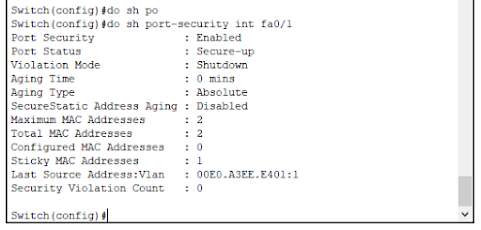 Switch(config)#do sh po
Switch(config)#do sh port-security int fa0/1
Port Security : Enabled
Port Status : Secure-up
Violation Mode : Shutdown
Aging Time : 0 mins
Aging Type : Absolute
SecureStatic Address Aging : Disabled
Maximum MAC Addresses : 2
Total MAC Addresses : 2
Configured MAC Addresses : 0
Sticky MAC Addresses : 1
Last Source Address:Vlan : 00E0.A3EE.E401:1
Security Violation Count : 0
Switch(config)#